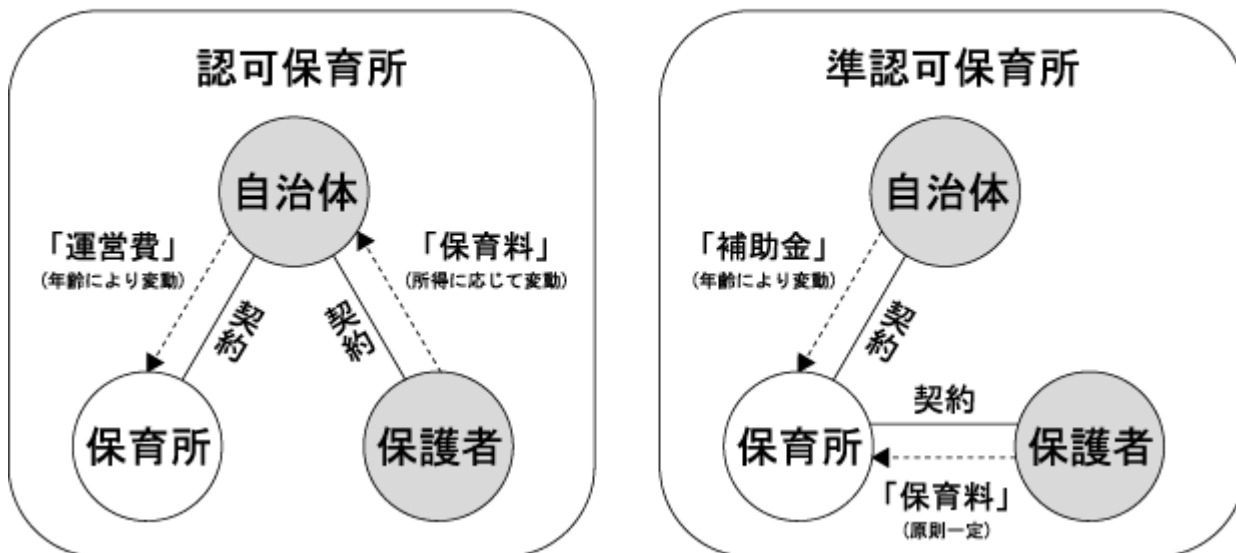 認可保育所
自治体
「運営費」
(年齢により変動)
「保育料」
(所得に応じて変動)
契約
契約
保育所
保護者
準認可保育所
自治体
「補助金」
(年齢により変動)
契約
契約
保育所
保護者
「保育料」
(原則一定)